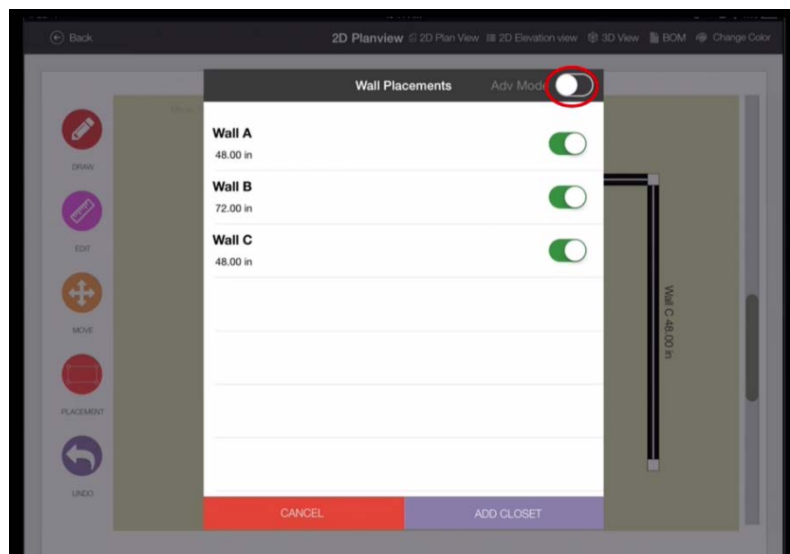 Back
2D Planview 2D Plan View 2D Elevation view 3D View BOM Change Color
Wall Placements Adv Mode
Wall A
48.00 in
Wall B
72.00 in
Wall C
48.00 in
DRAW
EDIT
MOVE
PLACEMENT
UNDO
Wall C 48.00 in
CANCEL ADD CLOSET